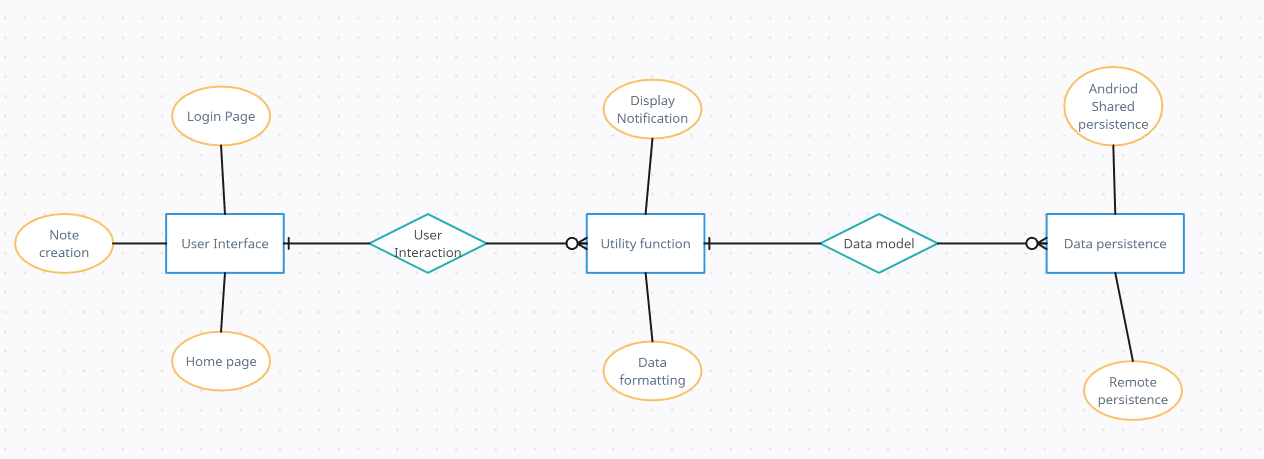 Login Page
Note
creation
User Interface
Home page
User
Interaction
Display
Notification
Utility function
Data
formatting
Data model
Andriod
Shared
persistence
Data persistence
Remote
persistence